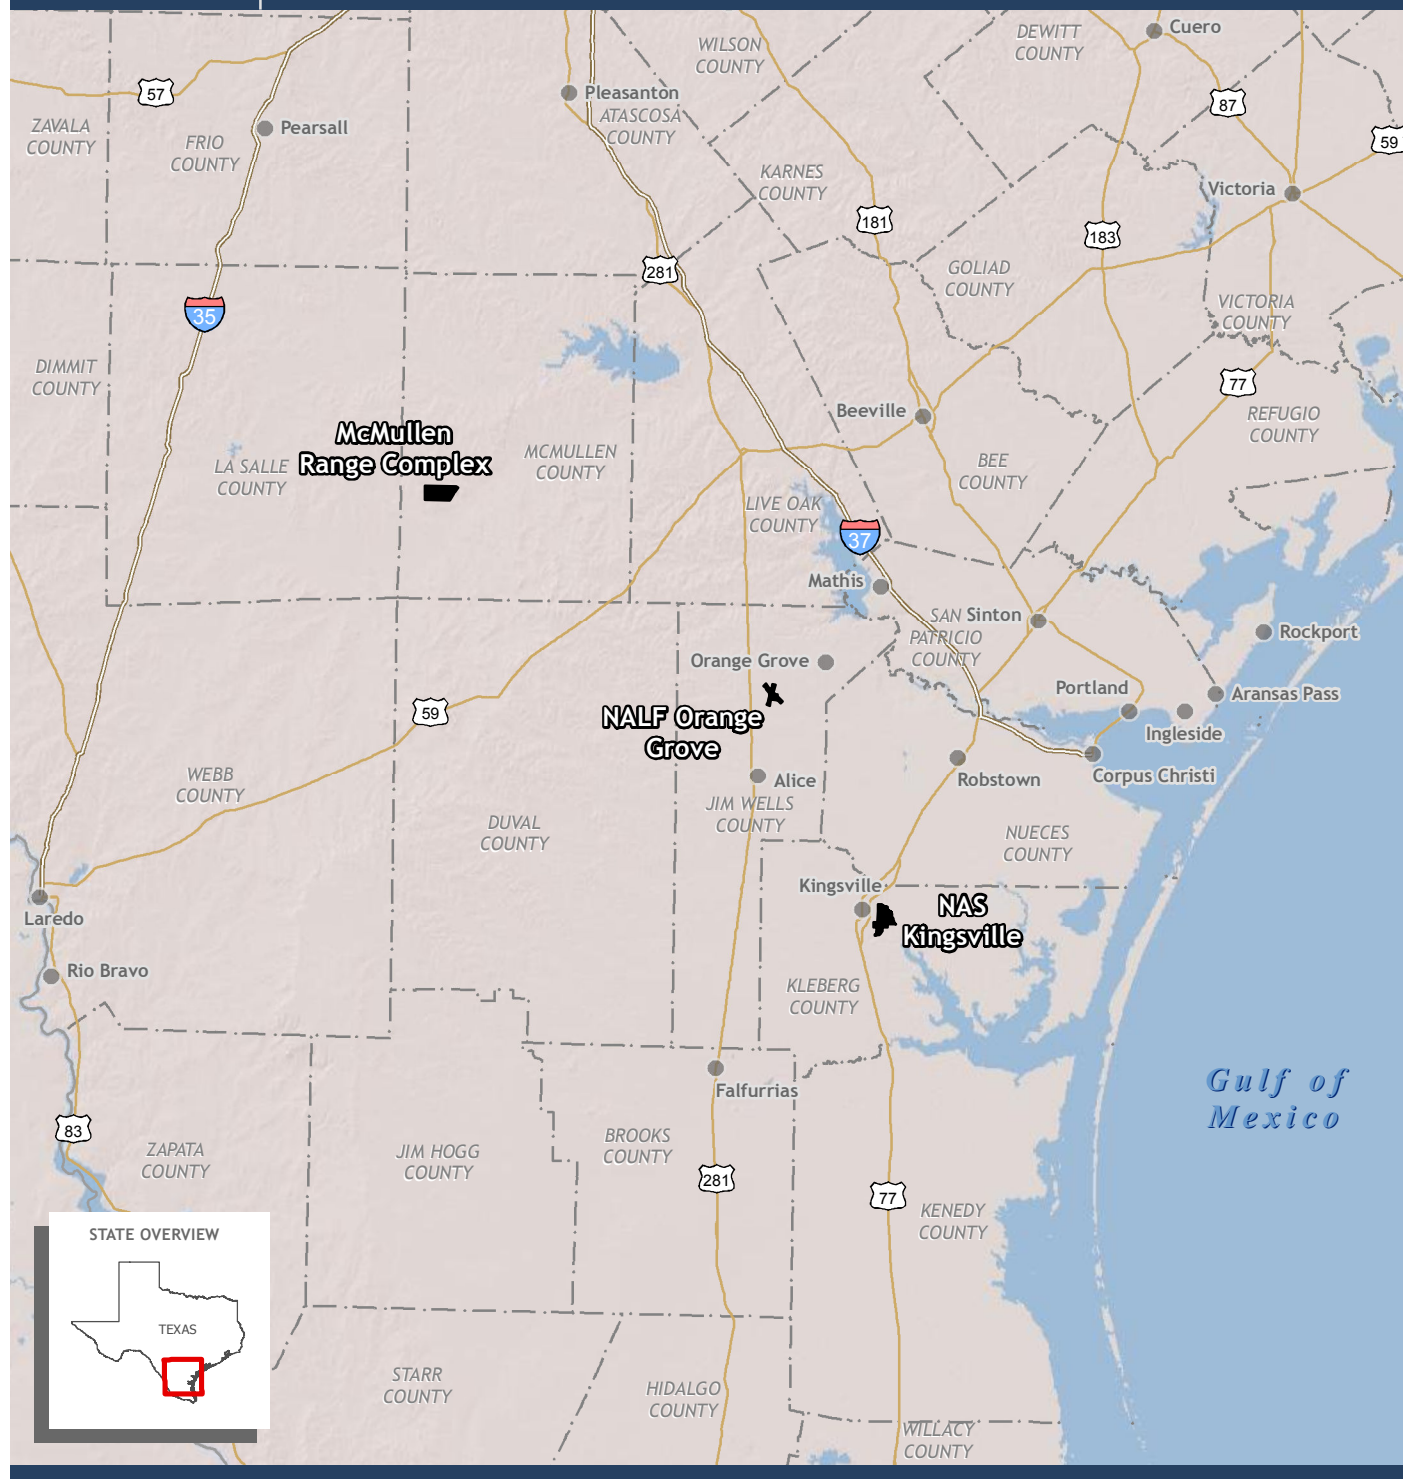 WILSON
COUNTY
DEWITT
COUNTY
Cuero
57
Pleasanton
ATASCOSA
COUNTY
87
ZAVALA
COUNTY
FRIO
COUNTY
Pearsall
59
KARNES
COUNTY
Victoria
181
183
281
GOLIAD
COUNTY
VICTORIA
COUNTY
35
DIMMIT
COUNTY
77
Beeville
REFUGIO
COUNTY
McMullen
Range Complex
LA SALLE
COUNTY
MCMULLEN
COUNTY
BEE
COUNTY
LIVE OAK
COUNTY
37
Mathis
SAN
PATRICIO
COUNTY
Sinton
Rockport
Orange Grove
Portland
Aransas Pass
59
NALF Orange
Grove
Ingleside
WEBB
COUNTY
Alice
Robstown
Corpus Christi
JIM WELLS
COUNTY
DUVAL
COUNTY
NUECES
COUNTY
Kingsville
NAS
Kingsville
Laredo
Rio Bravo
KLEBERG
COUNTY
Falfurrias
Gulf of
Mexico
83
ZAPATA
COUNTY
JIM HOGG
COUNTY
BROOKS
COUNTY
281
77
KENEDY
COUNTY
STATE OVERVIEW
TEXAS
STARR
COUNTY
HIDALGO
COUNTY
WILLACY
COUNTY